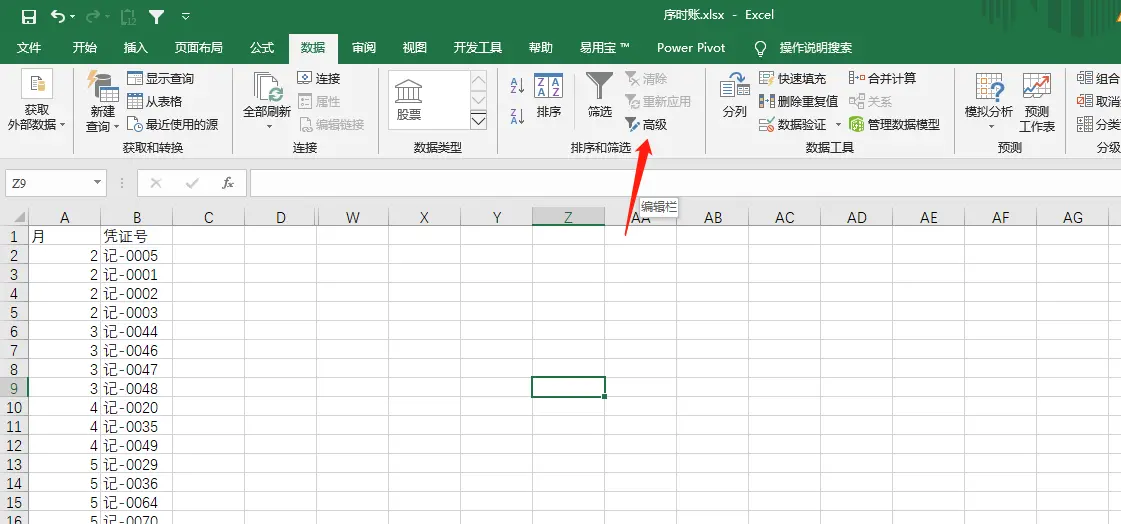 序时账.xlsx - Excel
文件 开始 插入 页面布局 公式 数据 审阅 视图 开发工具 帮助 易用宝 ™ Power Pivot 操作说明搜索
获取
外部数据
新建
查询
显示查询
从表格
最近使用的源
获取和转换
全部刷新
连接
属性
编辑链接
连接
股票
数据类型
排序
筛选
清除
重新应用
高级
排序和筛选
分列
快速填充
删除重复值
数据验证
合并计算
关系
管理数据模型
数据工具
模拟分析
预测
工作表
预测
组合
取消
分类
分级
Z9
fx
编辑栏
A B C D W X Y Z AA AB AC AD AE AF AG
1 月 凭证号
2 2 记-0005
3 2 记-0001
4 2 记-0002
5 2 记-0003
6 3 记-0044
7 3 记-0046
8 3 记-0047
9 3 记-0048
10 4 记-0020
11 4 记-0035
12 4 记-0049
13 5 记-0029
14 5 记-0036
15 5 记-0064
16 5 记-0070